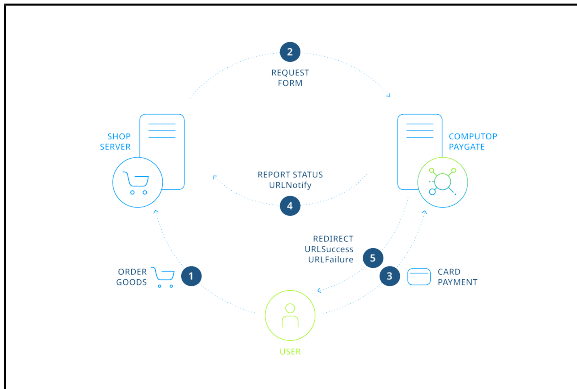 2
REQUEST
FORM
SHOP
SERVER
COMPUTOP
PAYGATE
REPORT STATUS
URLNotify
4
REDIRECT
URLSuccess
URLFailure
5
ORDER
GOODS
1
3
CARD
PAYMENT
USER